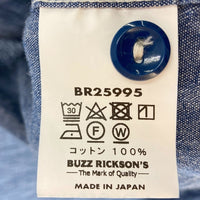 BR25995
30
P W
コットン 100%
BUZZ RICKSON'S
The Mark of Quality
MADE IN JAPAN